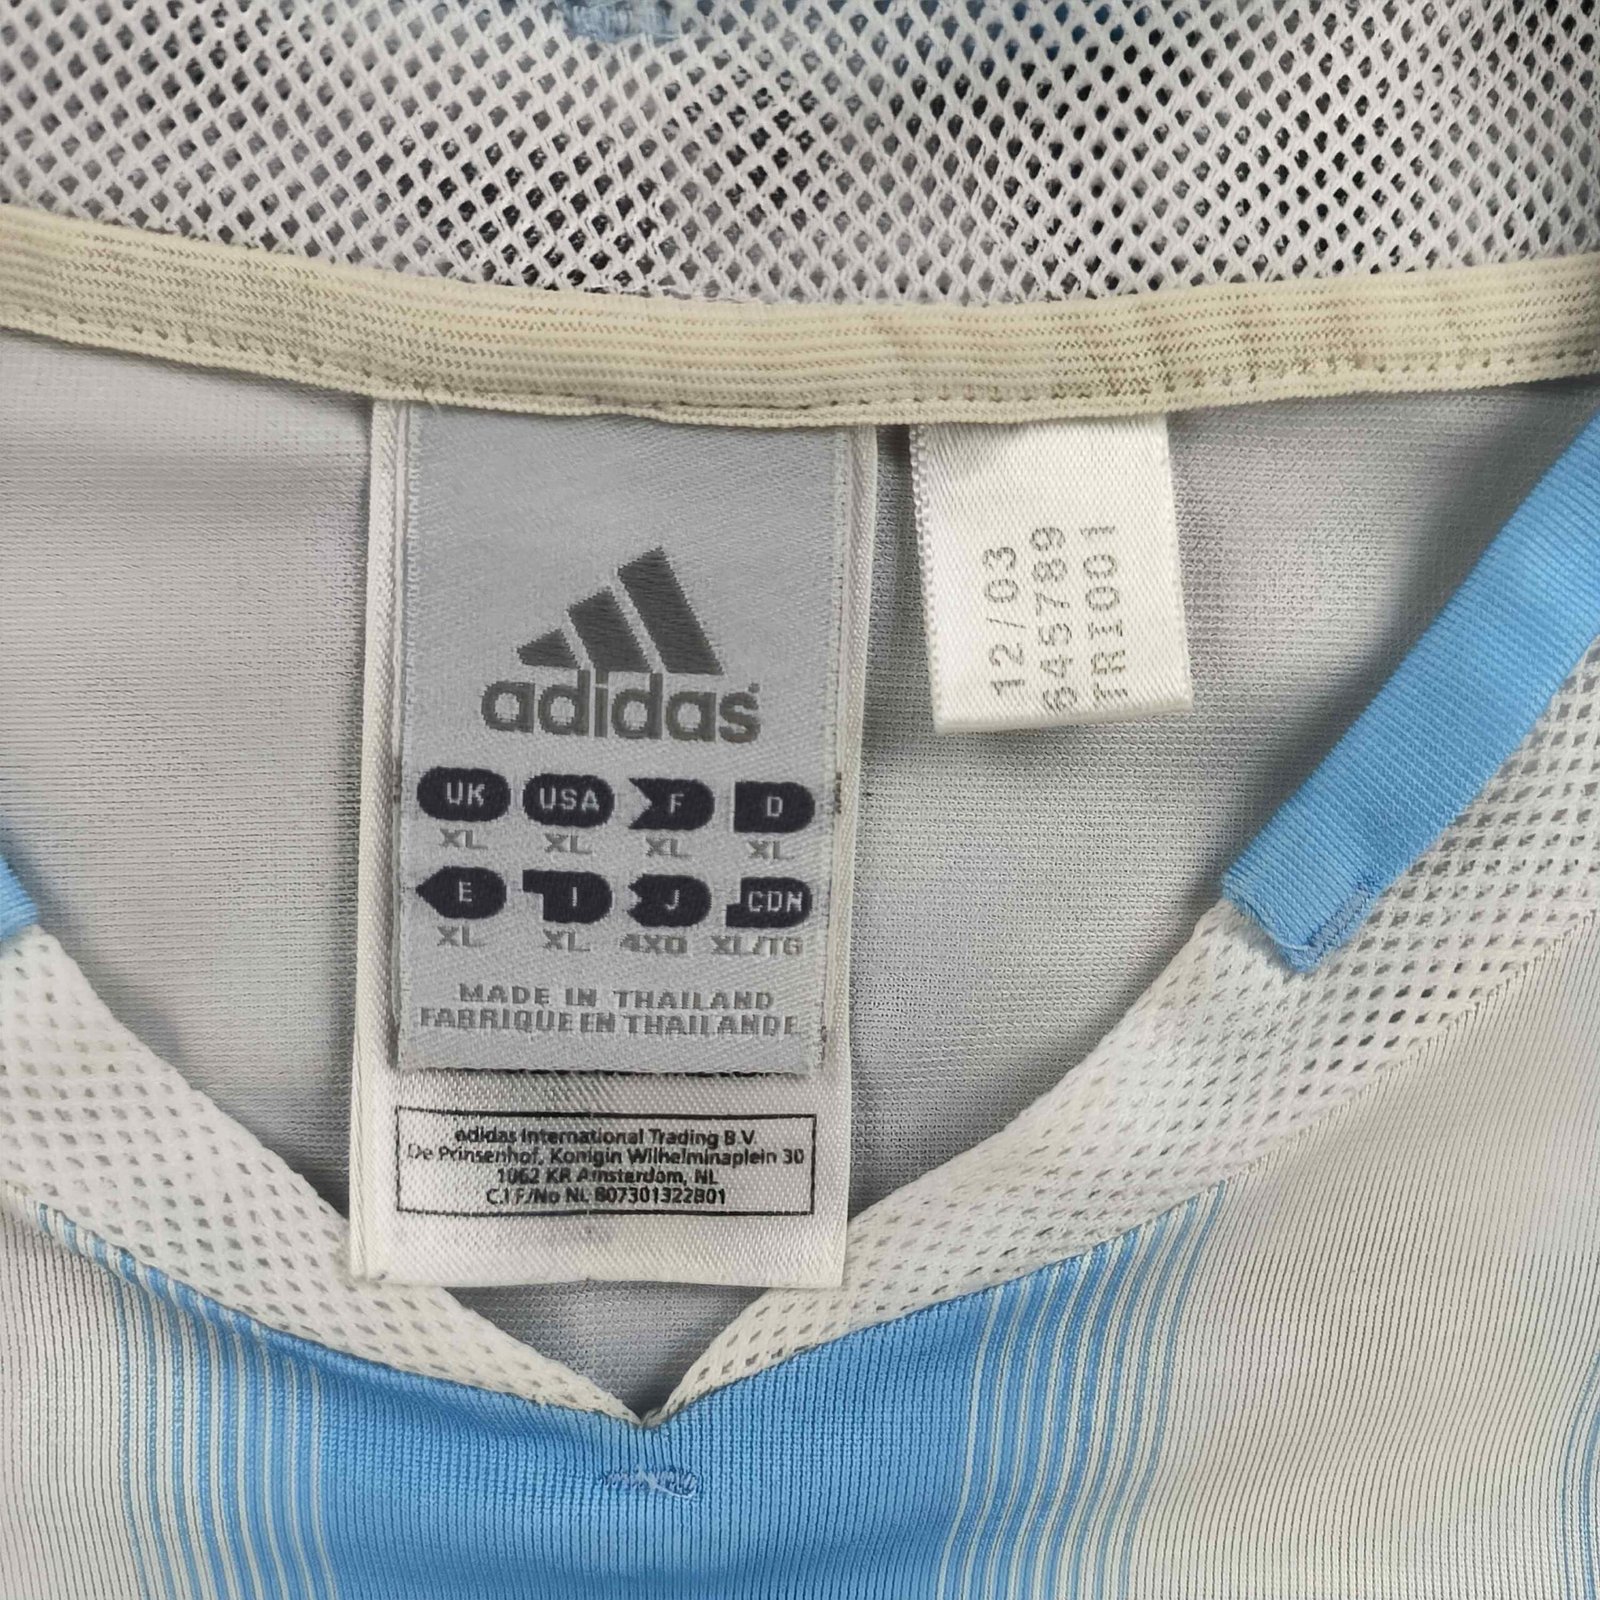 adidas
UK USA F D
XL XL XL XL
E I J CDN
XL XL 4XO XL/TG
MADE IN THAILAND
FABRIQUE EN THAILANDE
adidas International Trading B.V.
De Prinsenhof, Konigin Wilhelminaplein 30
1062 KR Amsterdam, NL
C.I.F/No NL 807301322B01
12/03
645789
TRI001